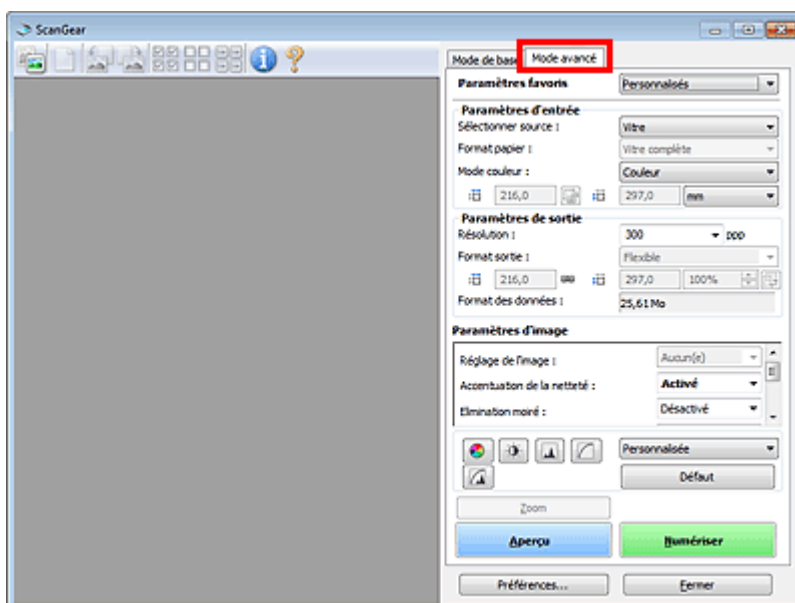 ScanGear
Mode de base Mode avancé
Paramètres favoris Personnalisés
Paramètres d'entrée
Sélectionner source : Vitre
Format papier : Vitre complète
Mode couleur : Couleur
216,0 297,0 mm
Paramètres de sortie
Résolution : 300 PPP
Format sortie : Flexible
216,0 297,0 100%
Format des données : 25,61 Mo
Paramètres d'image
Réglage de l'image : Aucun(e)
Accentuation de la netteté : Activé
Elimination moiré : Désactivé
Personnalisée
Défaut
Zoom
Aperçu Numériser
Préférences... Fermer